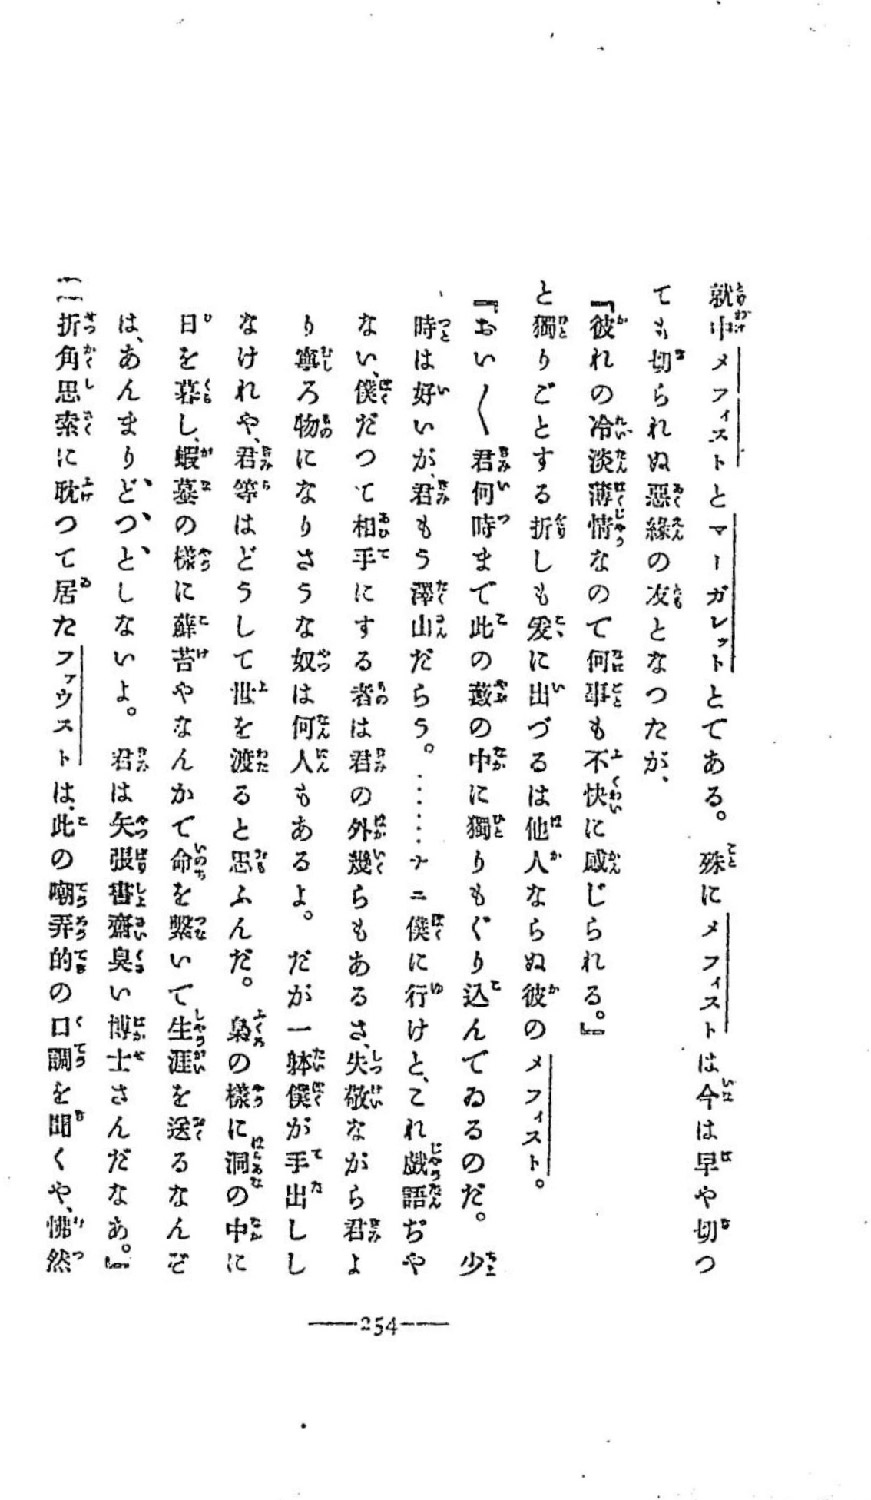 就中メフィストとマーガレットとである。殊にメフィストは今は早や切つ
ても切られぬ惡緣の友となつたが、
『彼れの冷淡薄情なので何事も不快に感じられる。』
と獨りごとする折しも爰に出づるは他人ならぬ彼のメフィスト。
『おい〳〵君何時まで此の藪の中に獨りもぐり込んでゐるのだ。少
時は好いが、君もう澤山だらう。………ナニ僕に行けと、これ戲語ぢや
ない、僕だつて相手にする者は君の外幾らもあるさ、失敬ながら君よ
り寧ろ物になりさうな奴は何人もあるよ。だが一躰僕が手出しし
なけれや、君等はどうして世を渡ると思ふんだ。梟の樣に洞の中に
日を暮し、蝦蟇の樣に蘚苔やなんかで命を繫いで生涯を送るなんぞ
は、あんまりどつとしないよ。君は矢張書齋臭い博士さんだなあ。』
折角思索に耽つて居たファウストは、此の嘲弄的の口調を聞くや、怫然
254